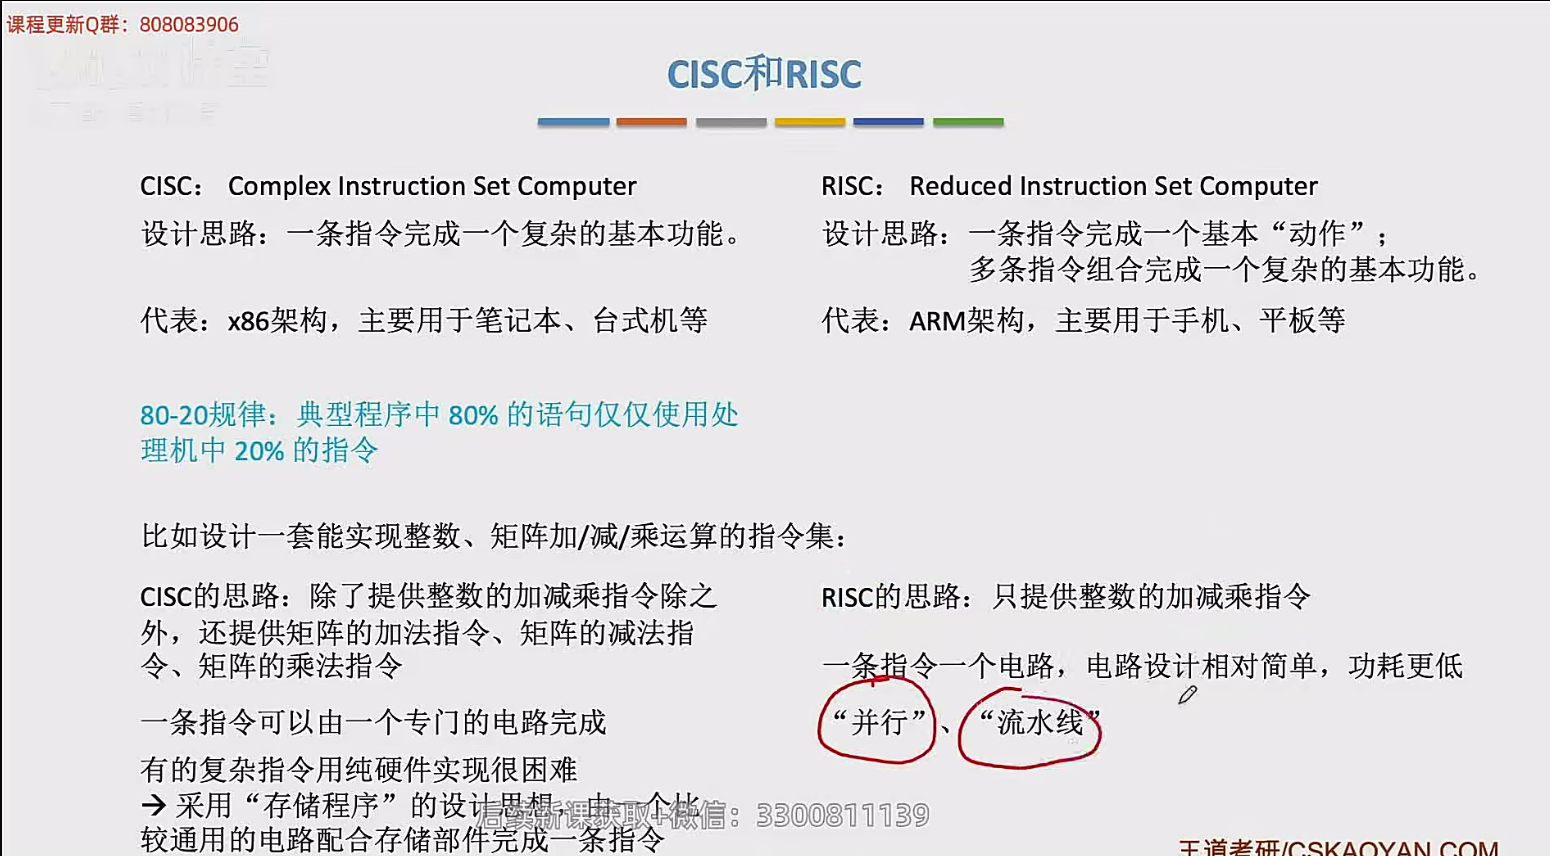 课程更新Q群：808083906
CISC和RISC
CISC： Complex Instruction Set Computer
设计思路：一条指令完成一个复杂的基本功能。
代表：x86架构，主要用于笔记本、台式机等
RISC： Reduced Instruction Set Computer
设计思路：一条指令完成一个基本“动作”；
多条指令组合完成一个复杂的基本功能。
代表：ARM架构，主要用于手机、平板等
80-20规律：典型程序中 80% 的语句仅仅使用处
理机中 20% 的指令
比如设计一套能实现整数、矩阵加/减/乘运算的指令集：
CISC的思路：除了提供整数的加减乘指令除之
外，还提供矩阵的加法指令、矩阵的减法指
令、矩阵的乘法指令
一条指令可以由一个专门的电路完成
有的复杂指令用纯硬件实现很困难
→ 采用“存储程序”的设计思想，由一个比
较通用的电路配合存储部件完成一条指令
RISC的思路：只提供整数的加减乘指令
一条指令一个电路，电路设计相对简单，功耗更低
“并行”、“流水线”
后续新课获取+微信：3300811139
王道考研/CSKAOYAN.COM